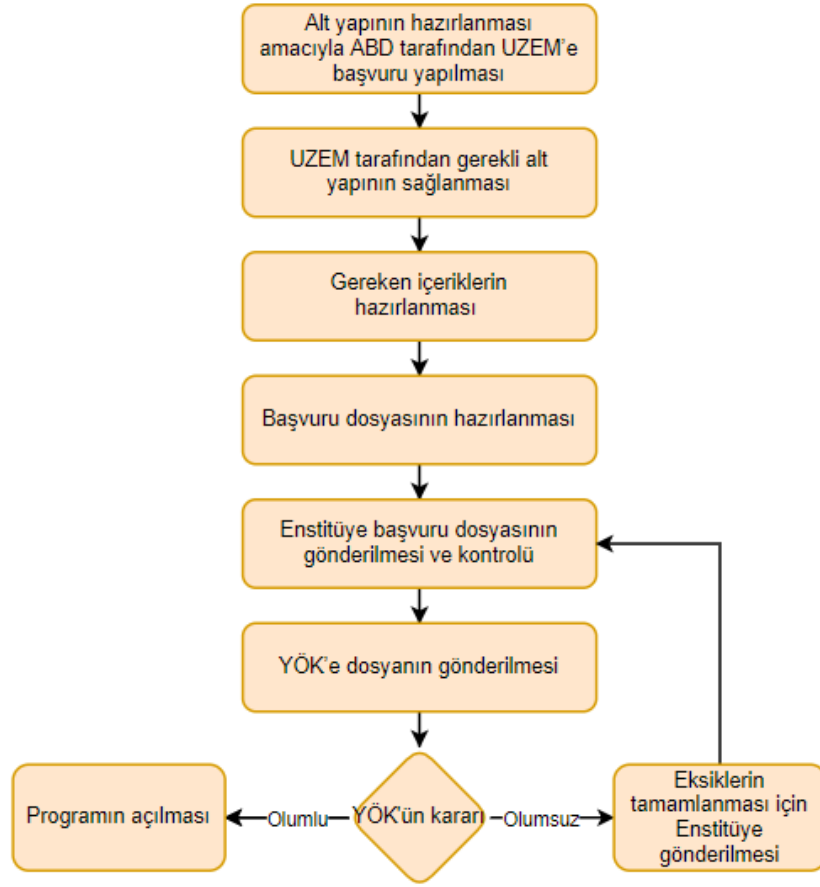 Alt yapının hazırlanması
amacıyla ABD tarafından UZEM'e
başvuru yapılması
UZEM tarafından gerekli alt
yapının sağlanması
Gereken içeriklerin
hazırlanması
Başvuru dosyasının hazırlanması
Enstitüye başvuru dosyasının
gönderilmesi ve kontrolü
YÖK'e dosyanın gönderilmesi
Programın açılması
Olumlu
YÖK'ün kararı
Olumsuz
Eksiklerin
tamamlanması için
Enstitüye
gönderilmesi